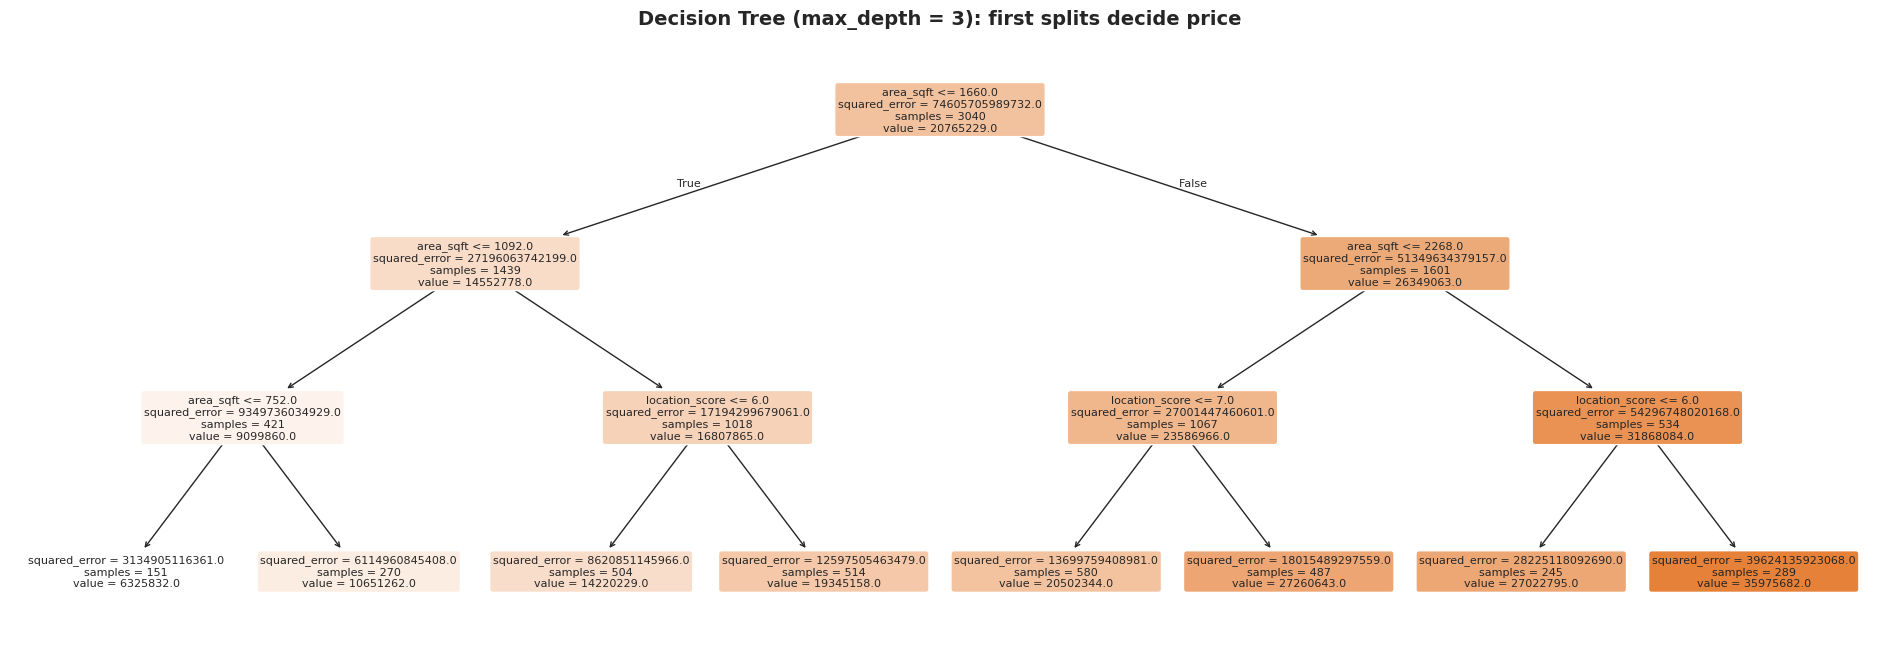 Decision Tree (max_depth = 3): first splits decide price
area_sqft <= 1660.0
squared_error = 74605705989732.0
samples = 3040
value = 20765229.0
True
False
area_sqft <= 1092.0
squared_error = 27196063742199.0
samples = 1439
value = 14552778.0
area_sqft <= 2268.0
squared_error = 51349634379157.0
samples = 1601
value = 26349063.0
area_sqft <= 752.0
squared_error = 9349736034929.0
samples = 421
value = 9099860.0
location_score <= 6.0
squared_error = 17194299679061.0
samples = 1018
value = 16807865.0
location_score <= 7.0
squared_error = 27001447460601.0
samples = 1067
value = 23586966.0
location_score <= 6.0
squared_error = 54296748020168.0
samples = 534
value = 31868084.0
squared_error = 3134905116361.0
samples = 151
value = 6325832.0
squared_error = 6114960845408.0
samples = 270
value = 10651262.0
squared_error = 8620851145966.0
samples = 504
value = 14220229.0
squared_error = 12597505463479.0
samples = 514
value = 19345158.0
squared_error = 13699759408981.0
samples = 580
value = 20502344.0
squared_error = 18015489297559.0
samples = 487
value = 27260643.0
squared_error = 28225118092690.0
samples = 245
value = 27022795.0
squared_error = 39624135923068.0
samples = 289
value = 35975682.0